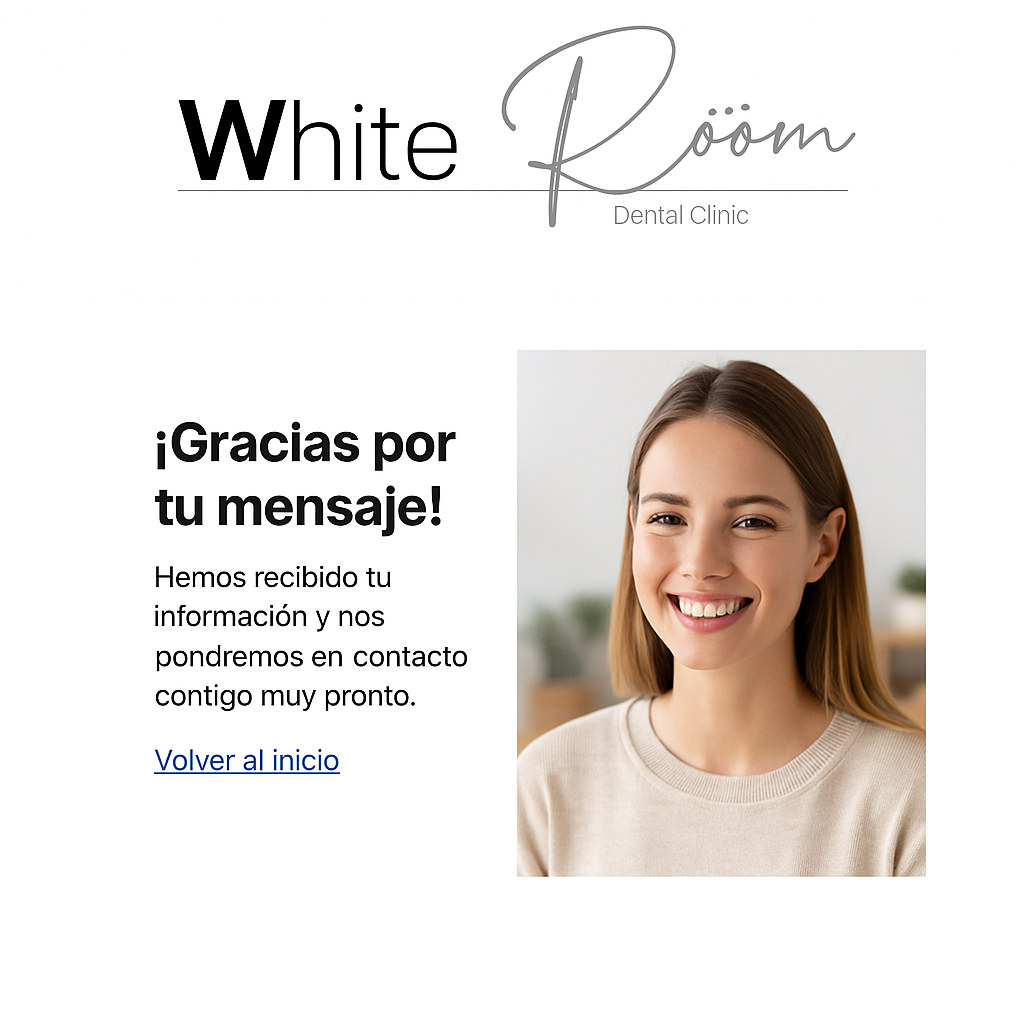 White Rööm
Dental Clinic
¡Gracias por
tu mensaje!
Hemos recibido tu
información y nos
pondremos en contacto
contigo muy pronto.
Volver al inicio